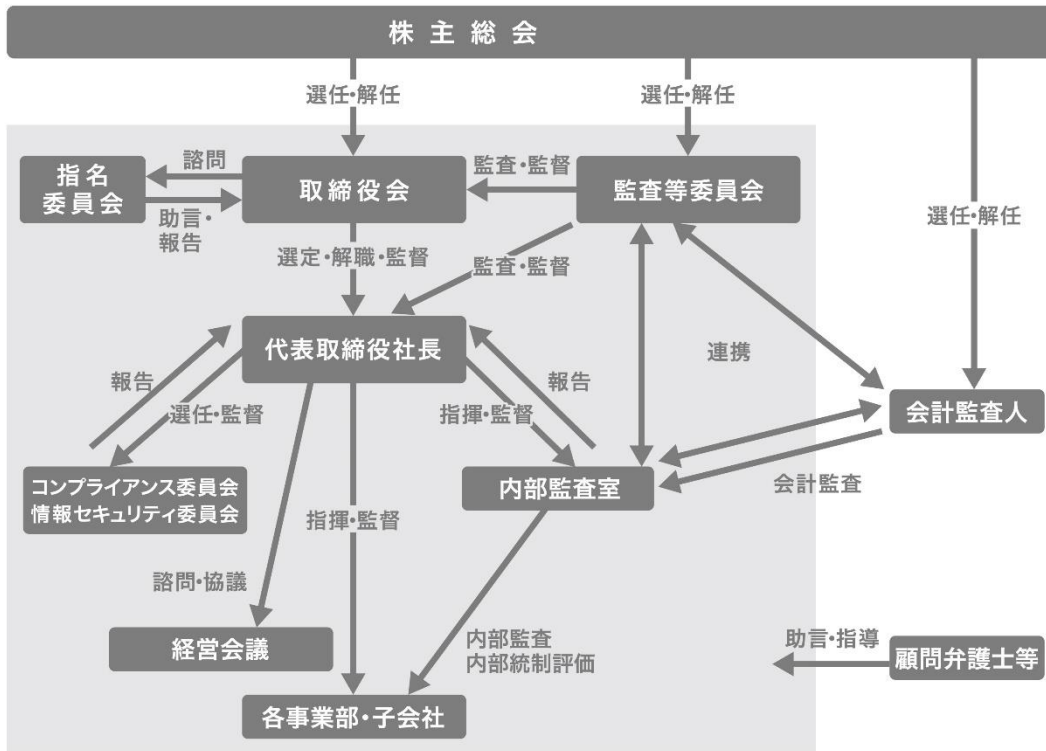 株主総会
選任・解任
選任・解任
選任・解任
指名
委員会
諮問
助言・
報告
取締役会
監査・監督
監査等委員会
選定・解職・監督
監査・監督
代表取締役社長
連携
報告
選任・監督
指揮・監督
報告
会計監査人
コンプライアンス委員会
情報セキュリティ委員会
指揮・監督
内部監査室
会計監査
諮問・協議
経営会議
内部監査
内部統制評価
助言・指導
顧問弁護士等
各事業部・子会社